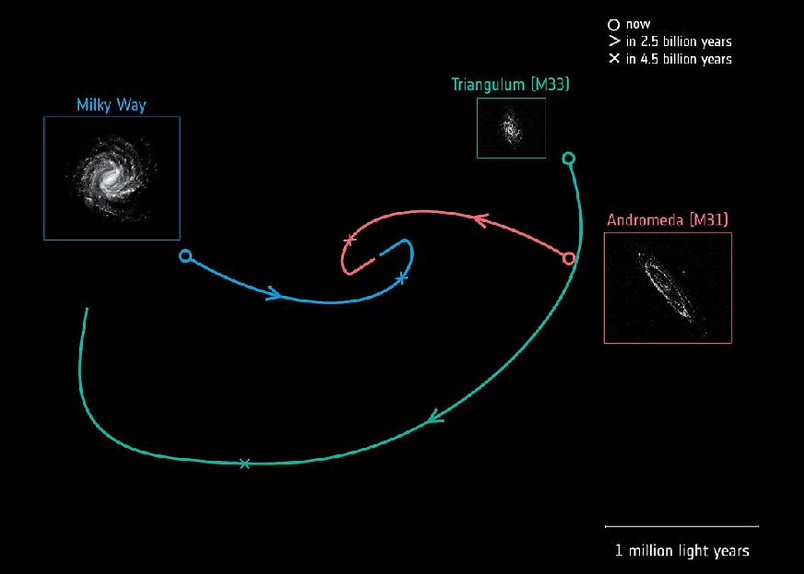 now
in 2.5 billion years
in 4.5 billion years
Triangulum (M33)
Milky Way
Andromeda (M31)
1 million light years